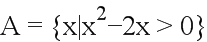 A = {x|x²−2x > 0}